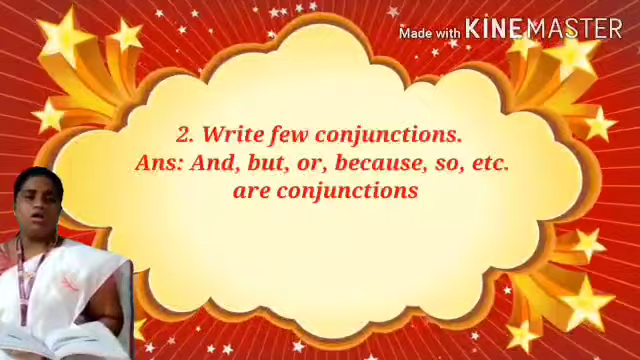 Made with KINEMASTER
2. Write few conjunctions.
Ans: And, but, or, because, so, etc.
are conjunctions